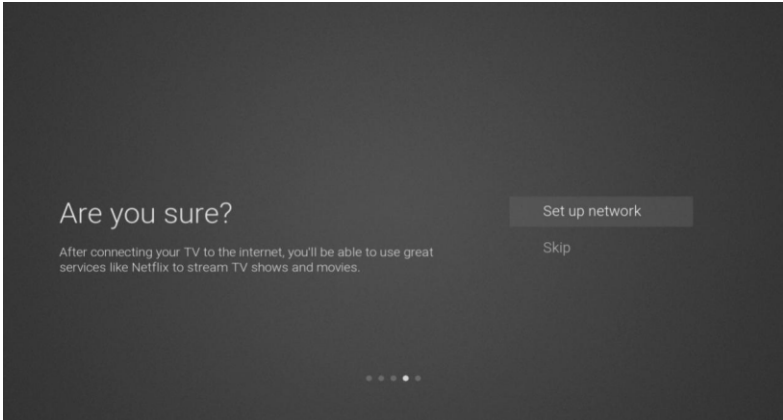 Are you sure?
After connecting your TV to the internet, you'll be able to use great
services like Netflix to stream TV shows and movies.
Set up network
Skip